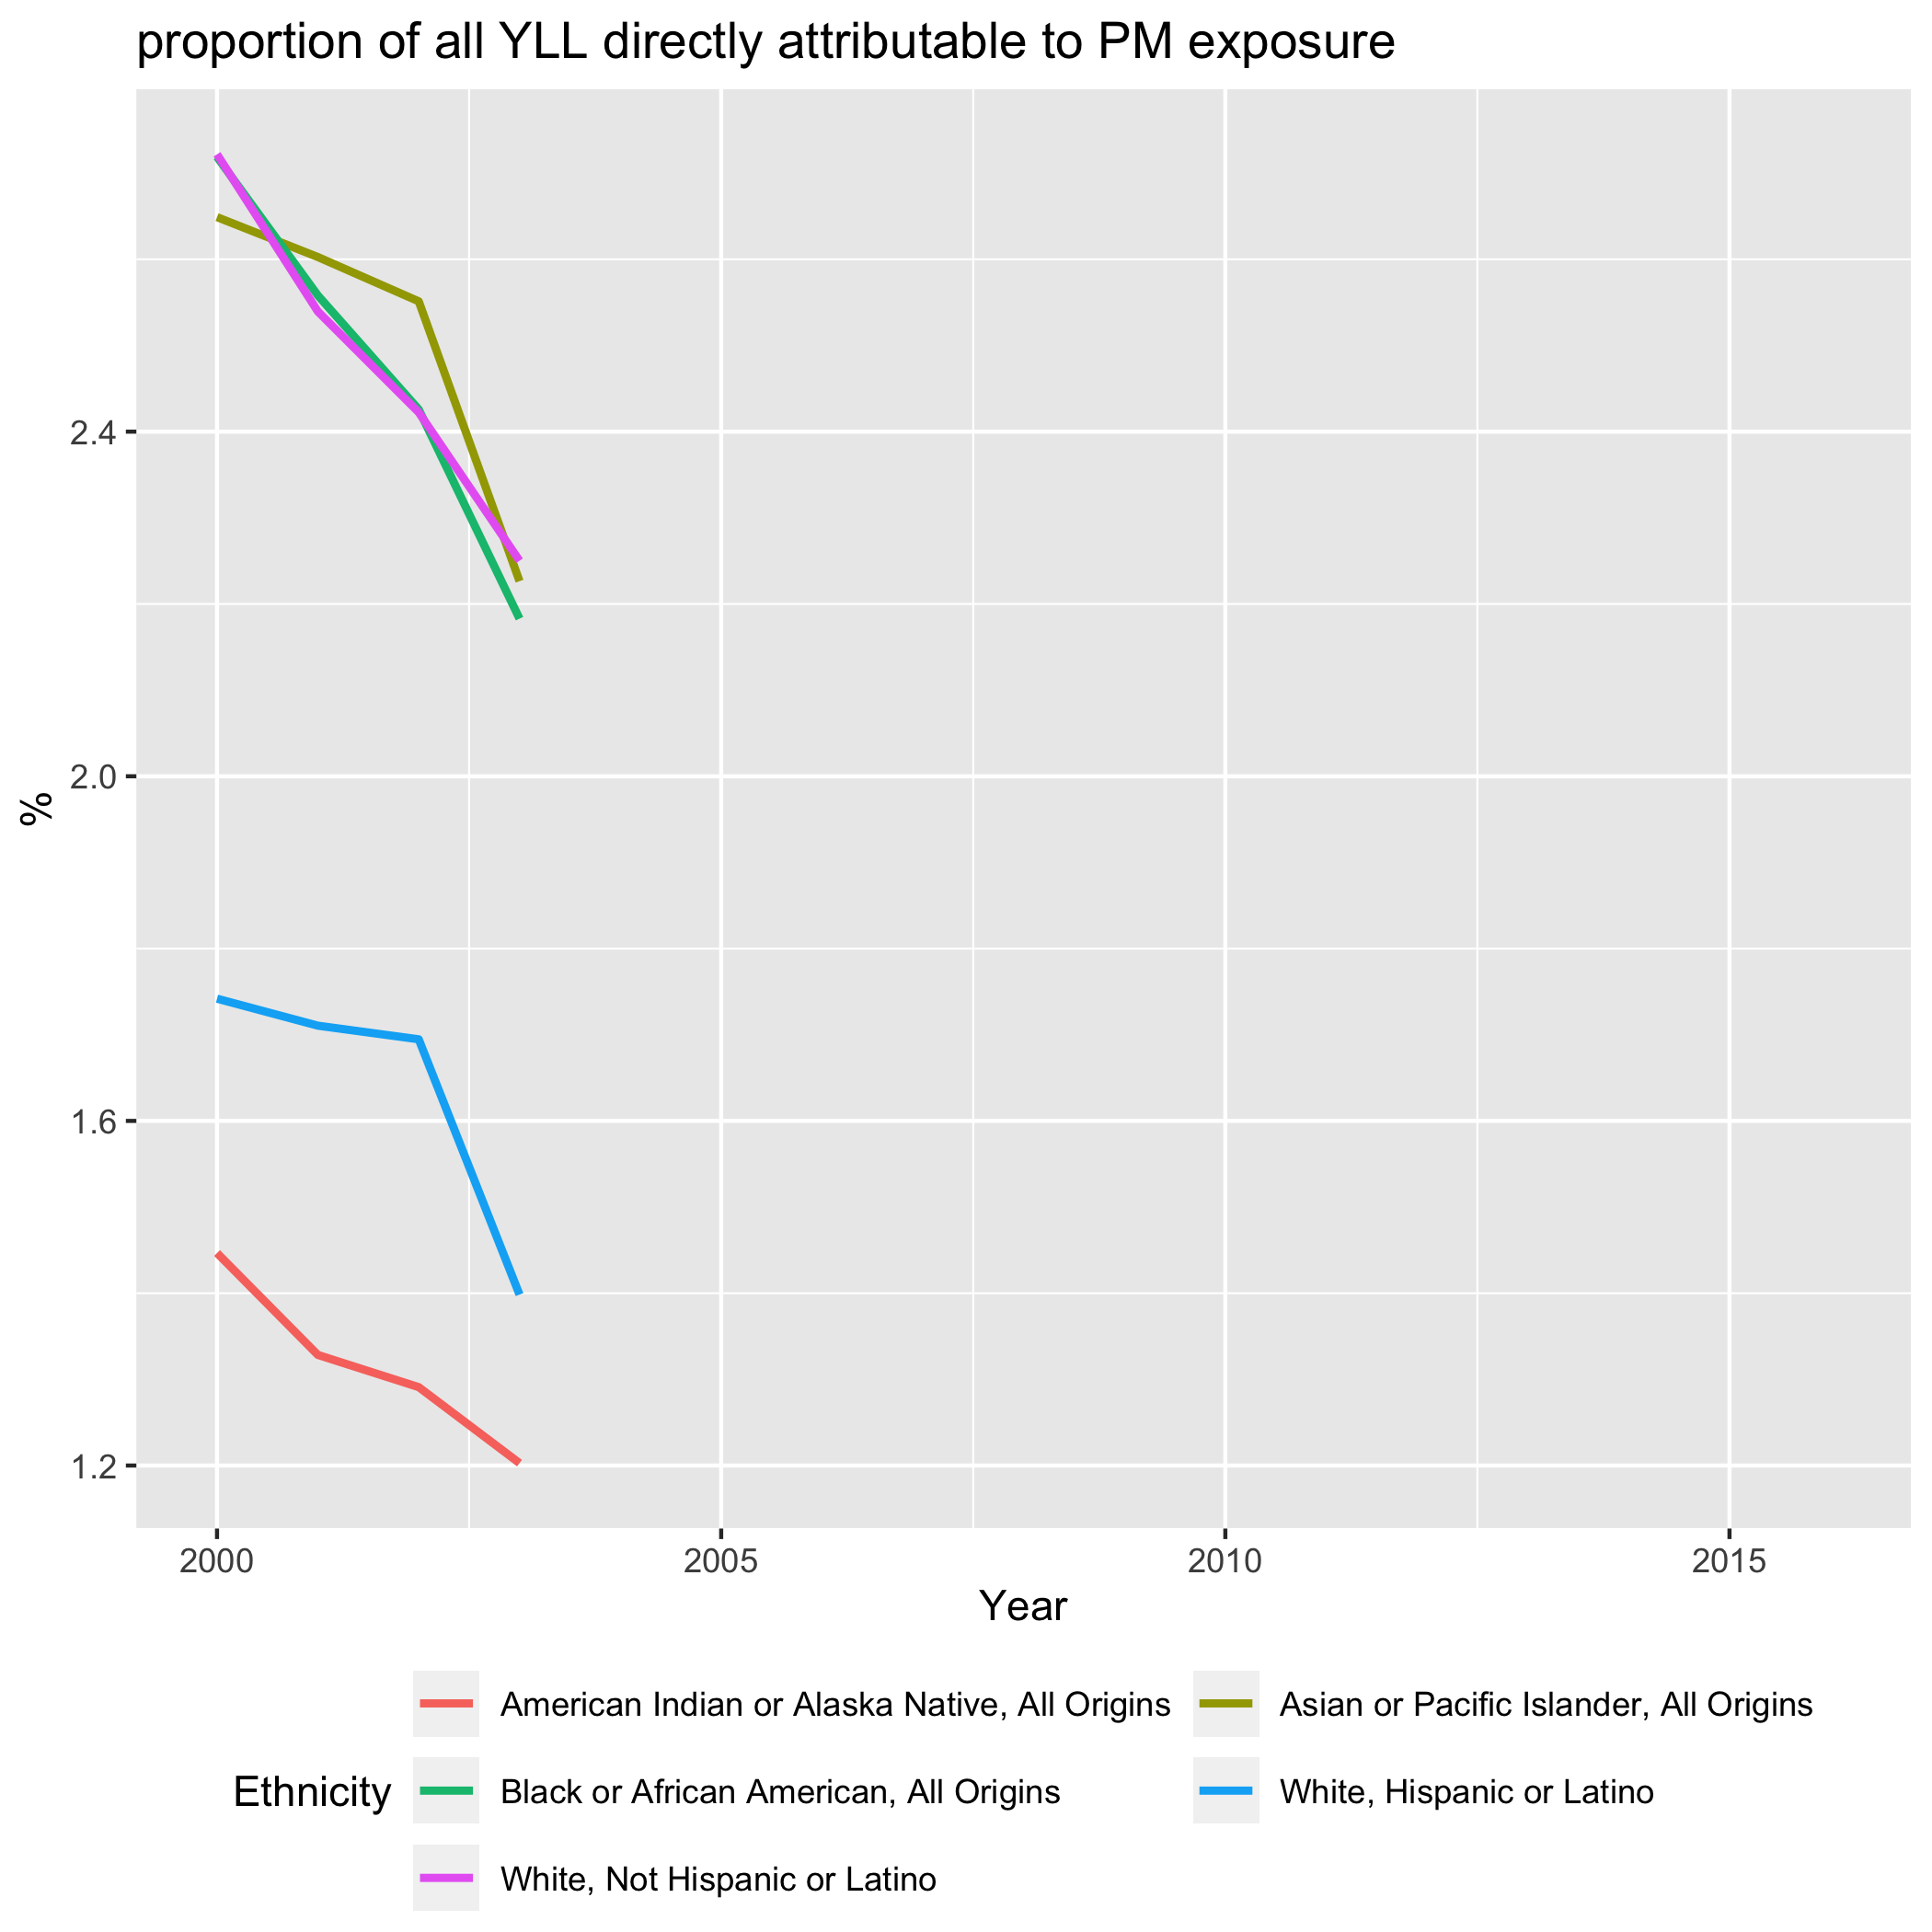 proportion of all YLL directly attributable to PM exposure
2.4
2.0
1.6
1.2
%
2000 2005 2010 2015
Year
Ethnicity
American Indian or Alaska Native, All Origins
Asian or Pacific Islander, All Origins
Black or African American, All Origins
White, Hispanic or Latino
White, Not Hispanic or Latino